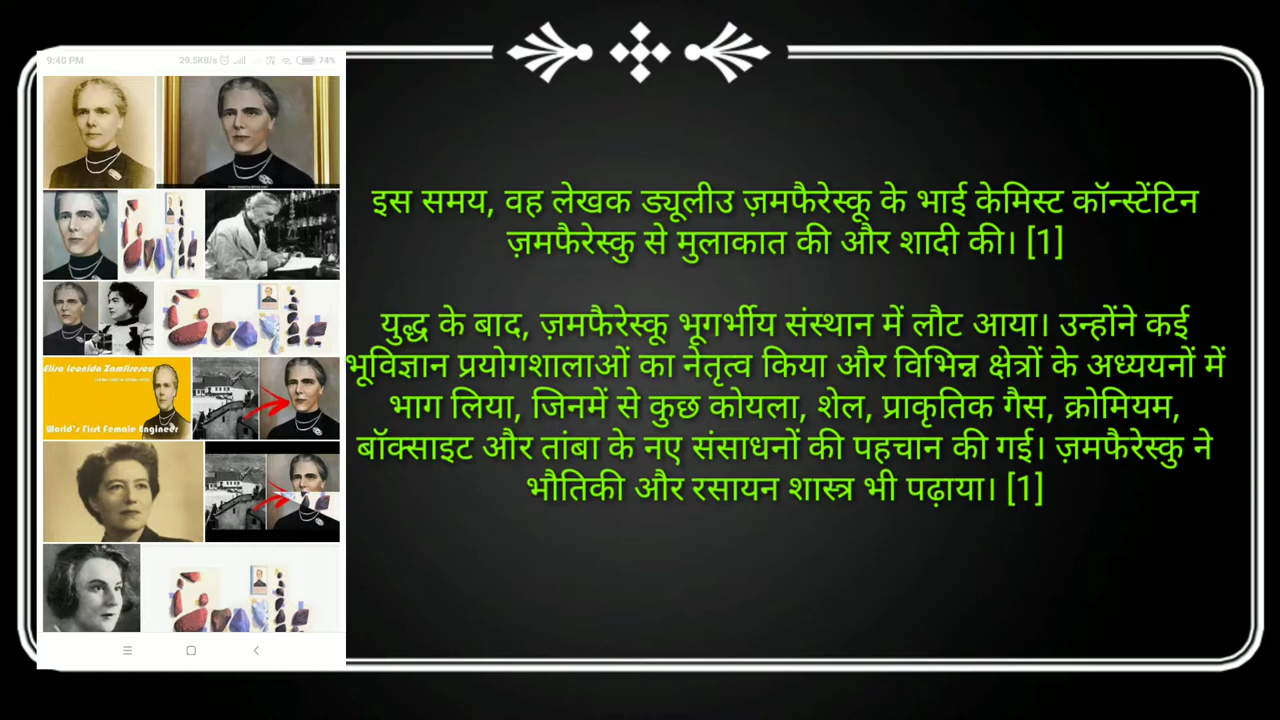 9:40 PM 29.5KB/s 74%
Elisa Leonida Zamfirescu
World's First Female Engineer
इस समय, वह लेखक ड्यूलीउ ज़मफैरेस्कू के भाई केमिस्ट कॉन्स्टेंटिन
ज़मफैरेस्कु से मुलाकात की और शादी की। [1]
युद्ध के बाद, ज़मफैरेस्कू भूगर्भीय संस्थान में लौट आया। उन्होंने कई
भूविज्ञान प्रयोगशालाओं का नेतृत्व किया और विभिन्न क्षेत्रों के अध्ययनों में
भाग लिया, जिनमें से कुछ कोयला, शेल, प्राकृतिक गैस, क्रोमियम,
बॉक्साइट और तांबा के नए संसाधनों की पहचान की गई। ज़मफैरेस्कु ने
भौतिकी और रसायन शास्त्र भी पढ़ाया। [1]